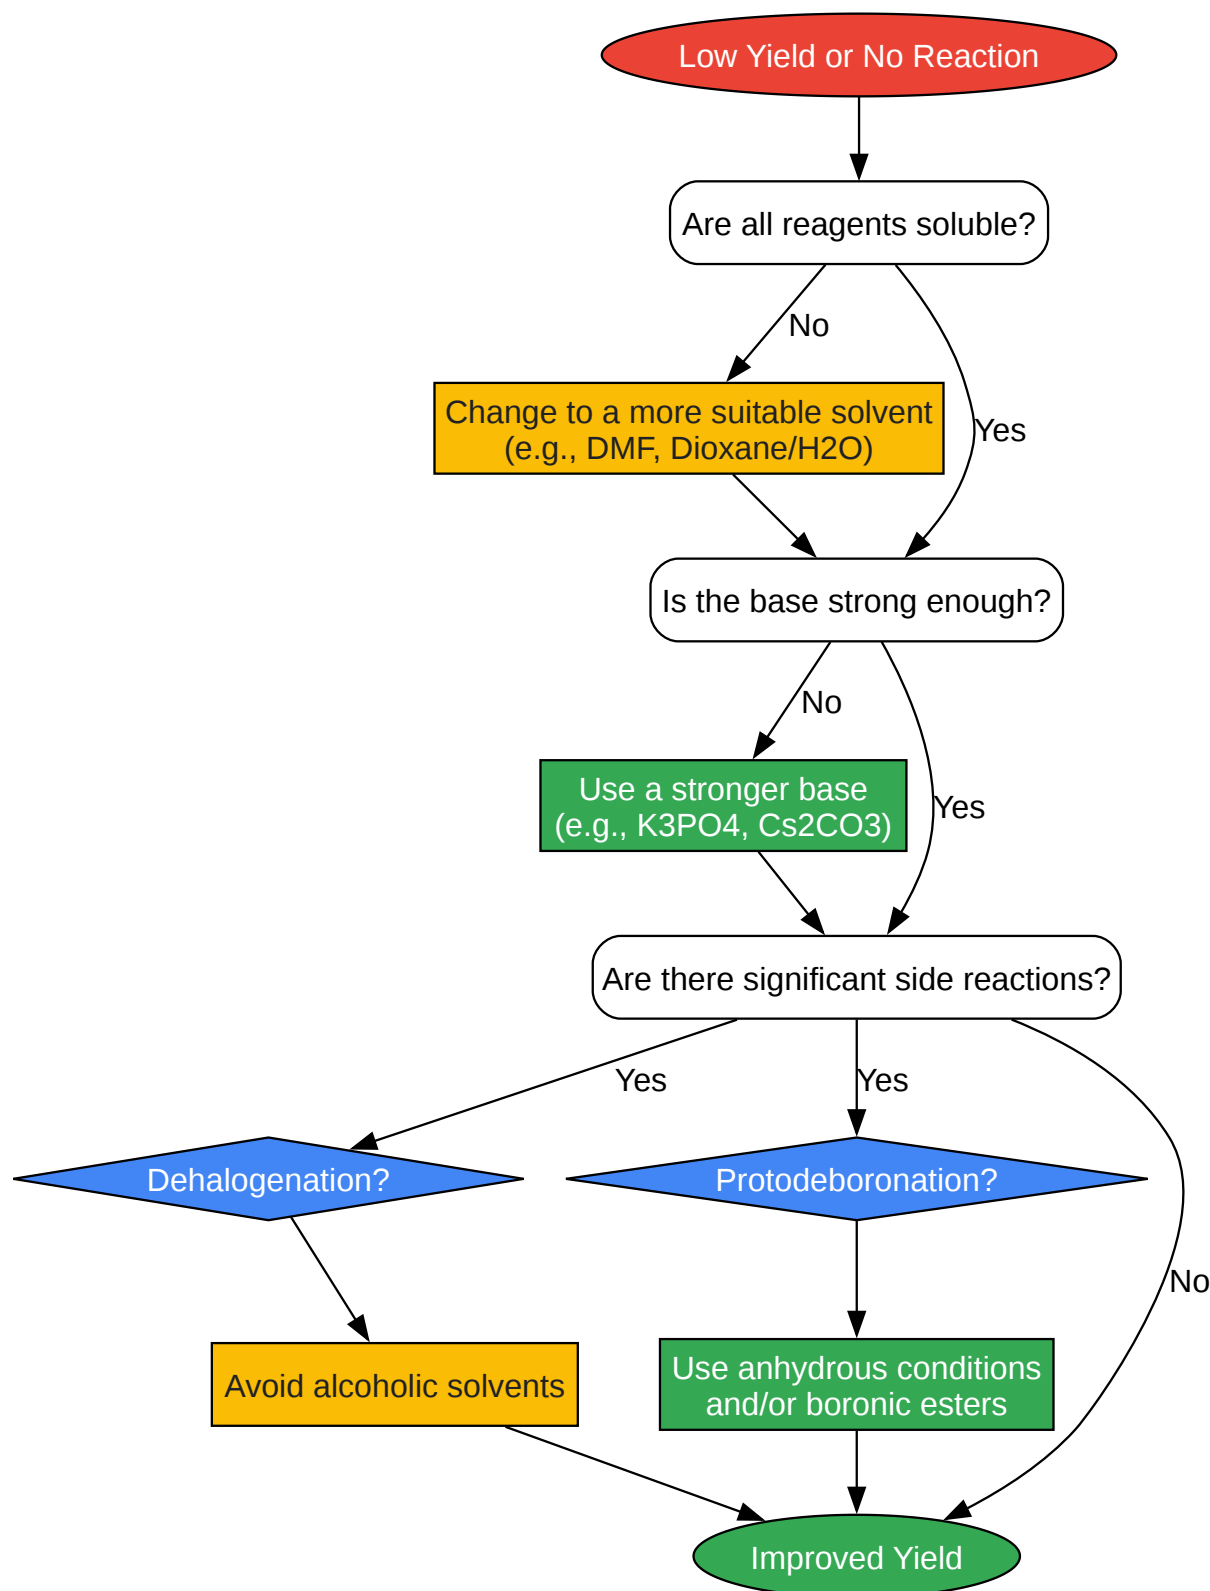 Low Yield or No Reaction
Are all reagents soluble?
No
Change to a more suitable solvent
(e.g., DMF, Dioxane/H2O)
Yes
Is the base strong enough?
No
Use a stronger base
(e.g., K3PO4, Cs2CO3)
Yes
Are there significant side reactions?
Yes
Yes
Dehalogenation?
Protodeboronation?
No
Avoid alcoholic solvents
Use anhydrous conditions
and/or boronic esters
Improved Yield